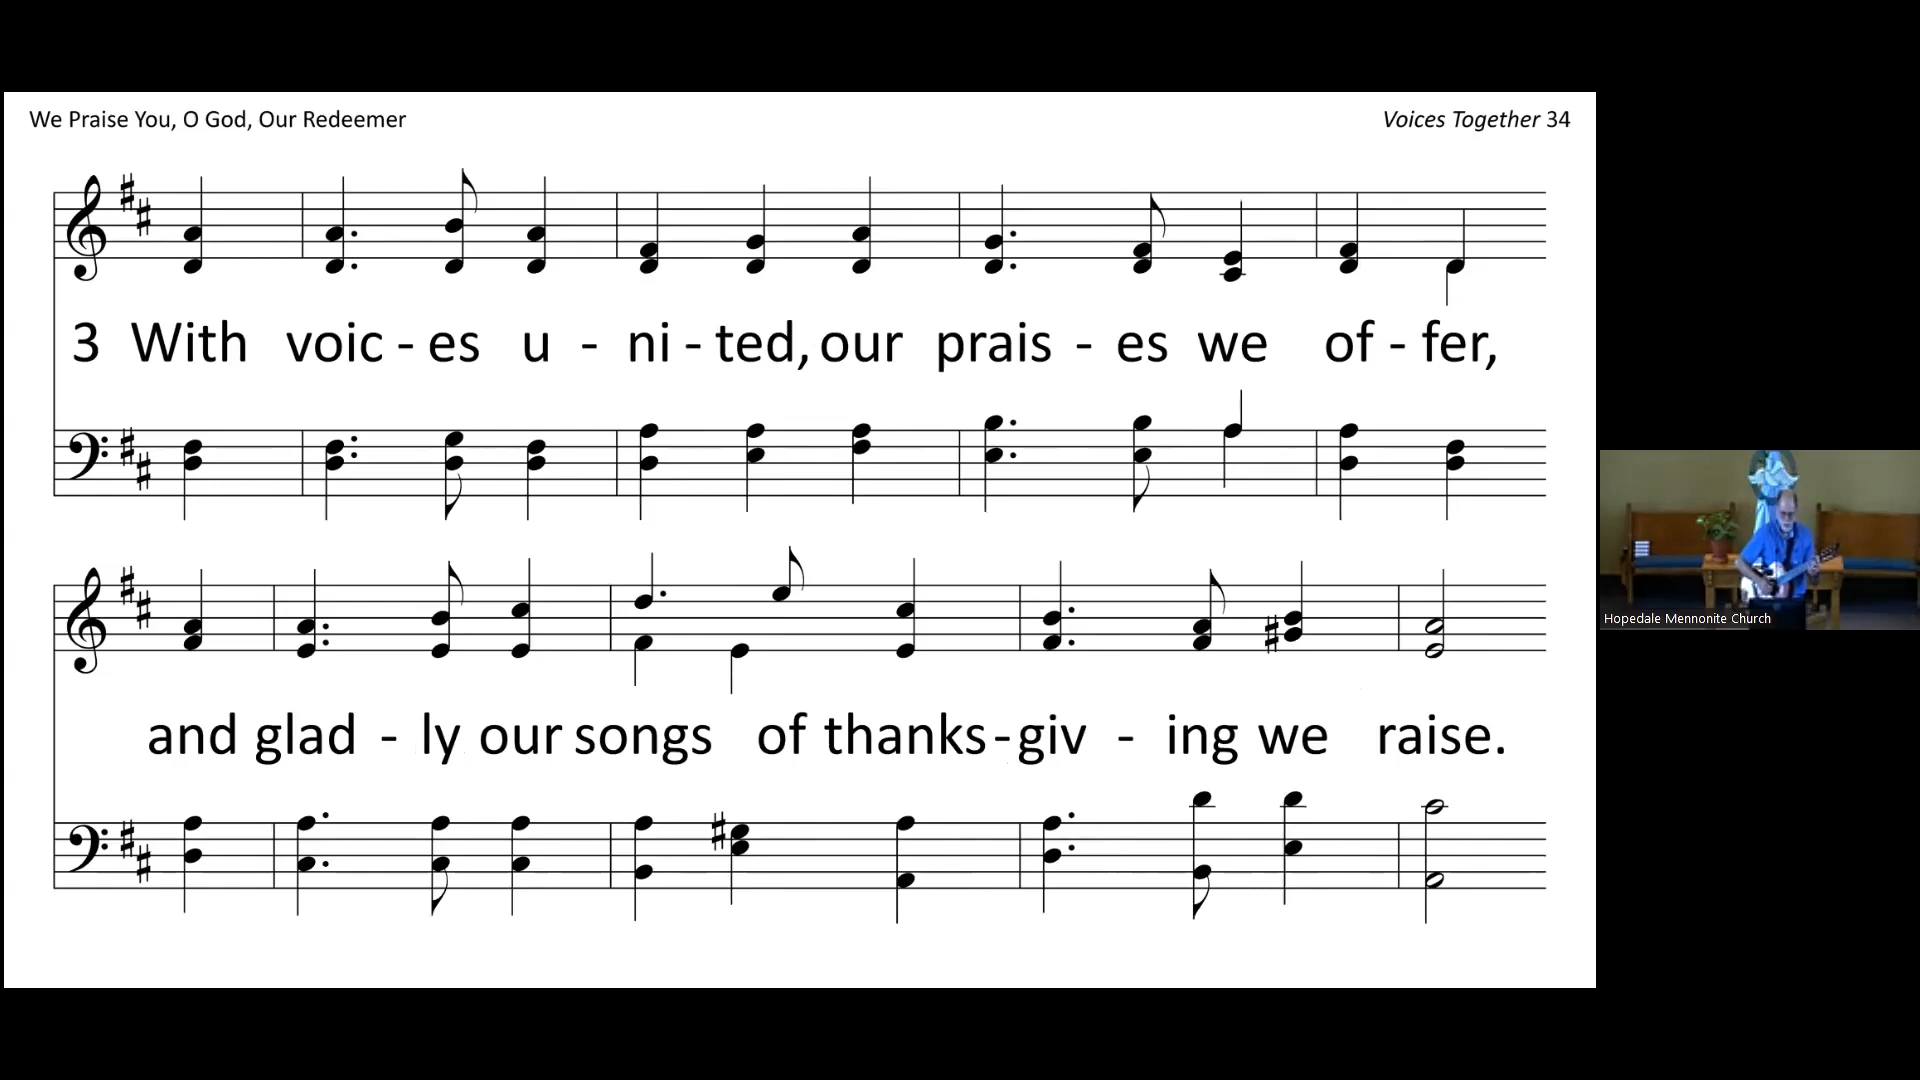 We Praise You, O God, Our Redeemer
Voices Together 34
3 With voic - es u - ni - ted, our prais - es we of - fer,
and glad - ly our songs of thanks - giv - ing we raise.
Hopedale Mennonite Church